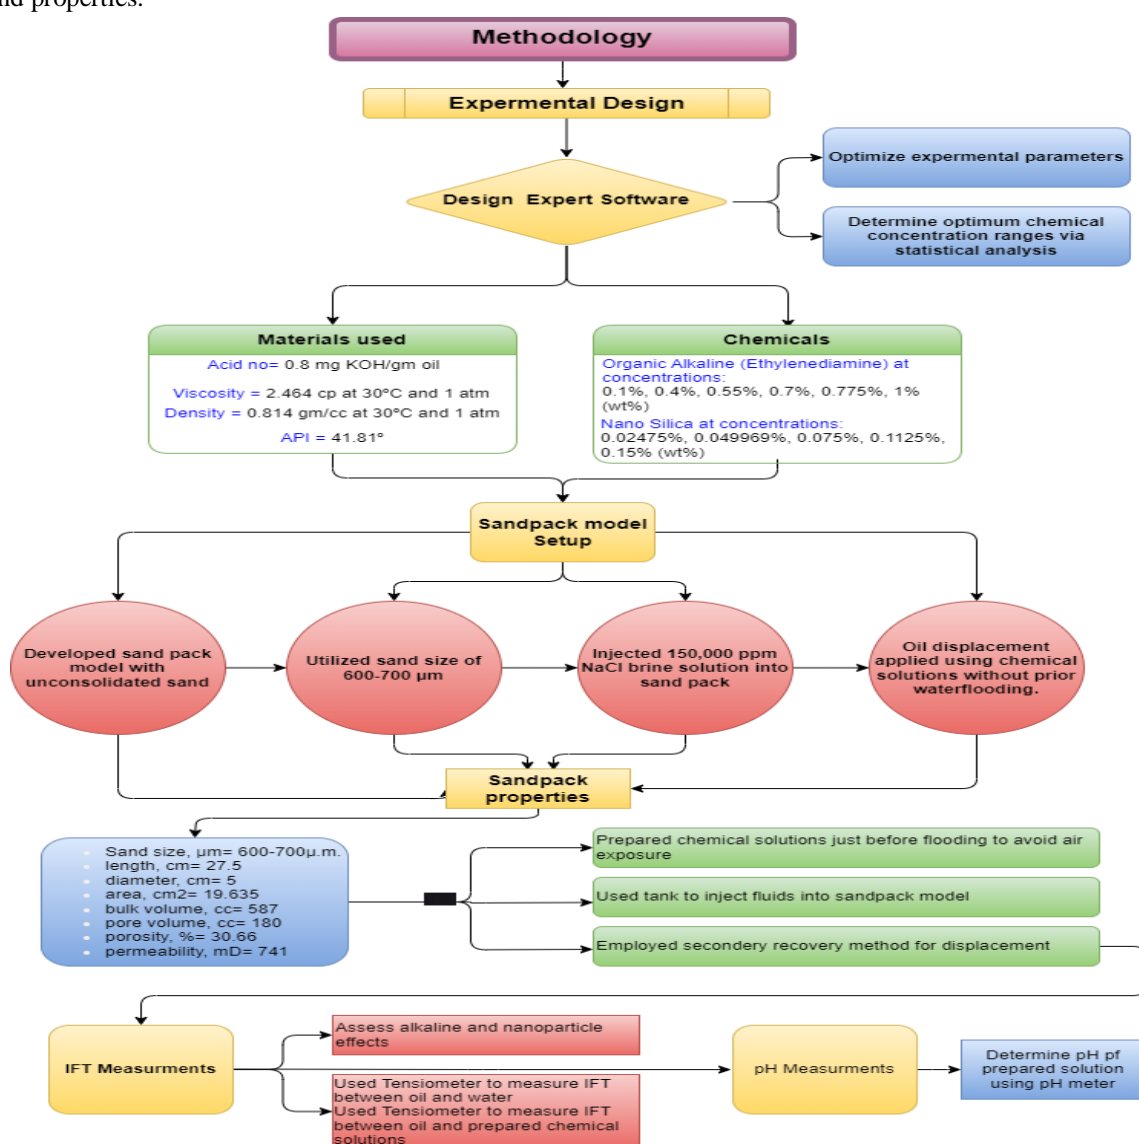 nd properties.
Methodology
Expermental Design
Design Expert Software
Optimize expermental parameters
Determine optimum chemical
concentration ranges via
statistical analysis
Materials used
Acid no= 0.8 mg KOH/gm oil
Viscosity = 2.464 cp at 30ºC and 1 atm
Density = 0.814 gm/cc at 30ºC and 1 atm
API = 41.81º
Chemicals
Organic Alkaline (Ethylenediamine) at
concentrations:
0.1%, 0.4%, 0.55%, 0.7%, 0.775%, 1%
(wt%)
Nano Silica at concentrations:
0.02475%, 0.049969%, 0.075%, 0.1125%,
0.15% (wt%)
Sandpack model
Setup
Developed sand pack
model with
unconsolidated sand
Utilized sand size of
600-700 µm
Injected 150,000 ppm
NaCl brine solution into
sand pack
Oil displacement
applied using chemical
solutions without prior
waterflooding.
Sandpack
properties
Sand size, µm= 600-700µ.m.
length, cm= 27.5
diameter, cm= 5
area, cm2= 19.635
bulk volume, cc= 587
pore volume, cc= 180
porosity, %= 30.66
permeability, mD= 741
Prepared chemical solutions just before flooding to avoid air
exposure
Used tank to inject fluids into sandpack model
Employed secondery recovery method for displacement
IFT Measurments
Assess alkaline and nanoparticle
effects
Used Tensiometer to measure IFT
between oil and water
Used Tensiometer to measure IFT
between oil and prepared chemical
solutions
pH Measurments
Determine pH pf
prepared solution
using pH meter